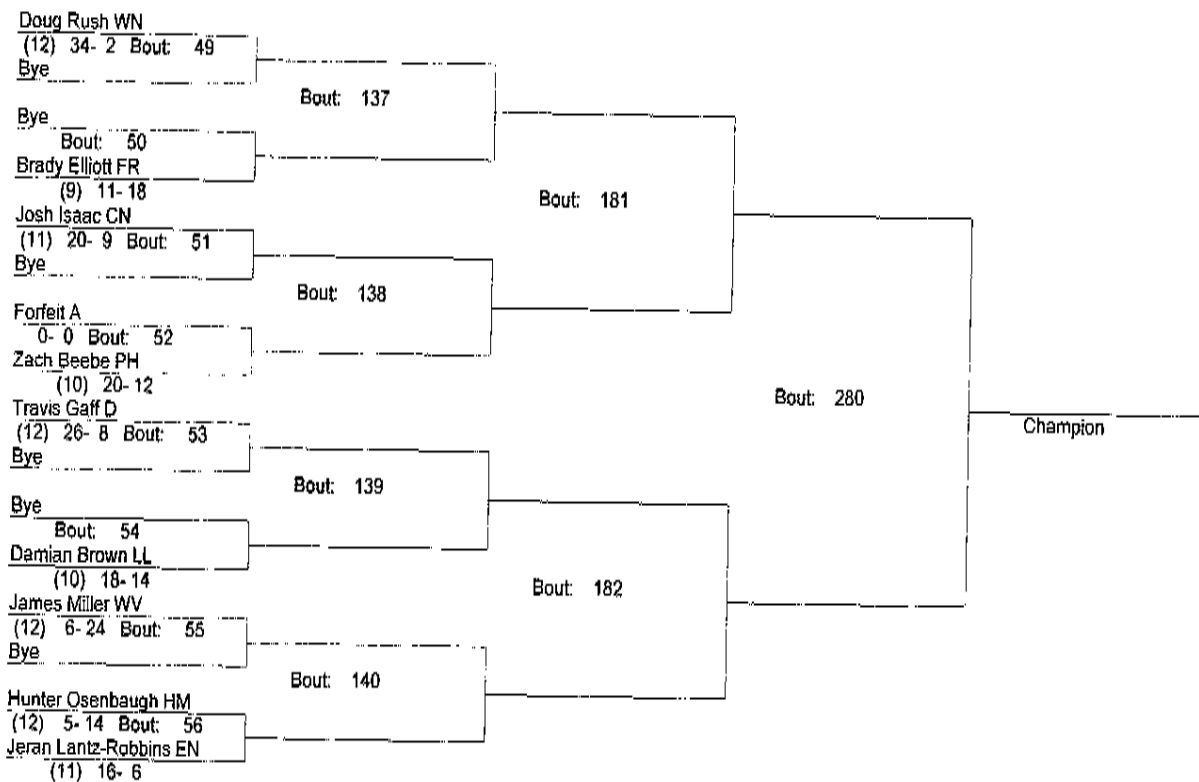 Doug Rush WN
(12) 34- 2 Bout: 49
Bye
Bout: 137
Bye
Bout: 50
Brady Elliott FR
(9) 11- 18
Bout: 181
Josh Isaac CN
(11) 20- 9 Bout: 51
Bye
Bout: 138
Forfeit A
0- 0 Bout: 52
Zach Beebe PH
(10) 20- 12
Bout: 280
Champion
Travis Gaff D
(12) 26- 8 Bout: 53
Bye
Bout: 139
Bye
Bout: 54
Damian Brown LL
(10) 18- 14
Bout: 182
James Miller WV
(12) 6- 24 Bout: 55
Bye
Bout: 140
Hunter Osenbaugh HM
(12) 5- 14 Bout: 56
Jeran Lantz-Robbins EN
(11) 16- 6